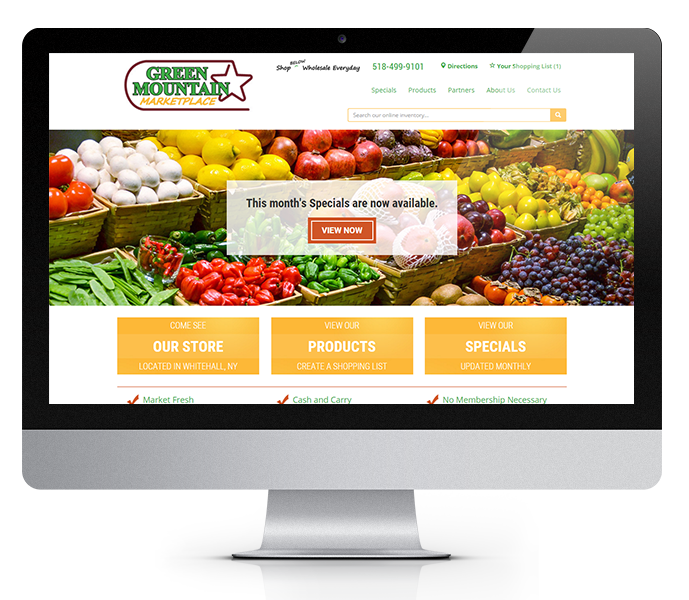 GREEN
MOUNTAIN
MARKETPLACE
BELOW
Shop ^ Wholesale Everyday
518-499-9101
Directions
Your Shopping List (1)
Specials Products Partners About Us Contact Us
Search our online inventory...
This month's Specials are now available.
VIEW NOW
COME SEE
OUR STORE
LOCATED IN WHITEHALL, NY
VIEW OUR
PRODUCTS
CREATE A SHOPPING LIST
VIEW OUR
SPECIALS
UPDATED MONTHLY
Market Fresh
Cash and Carry
No Membership Necessary